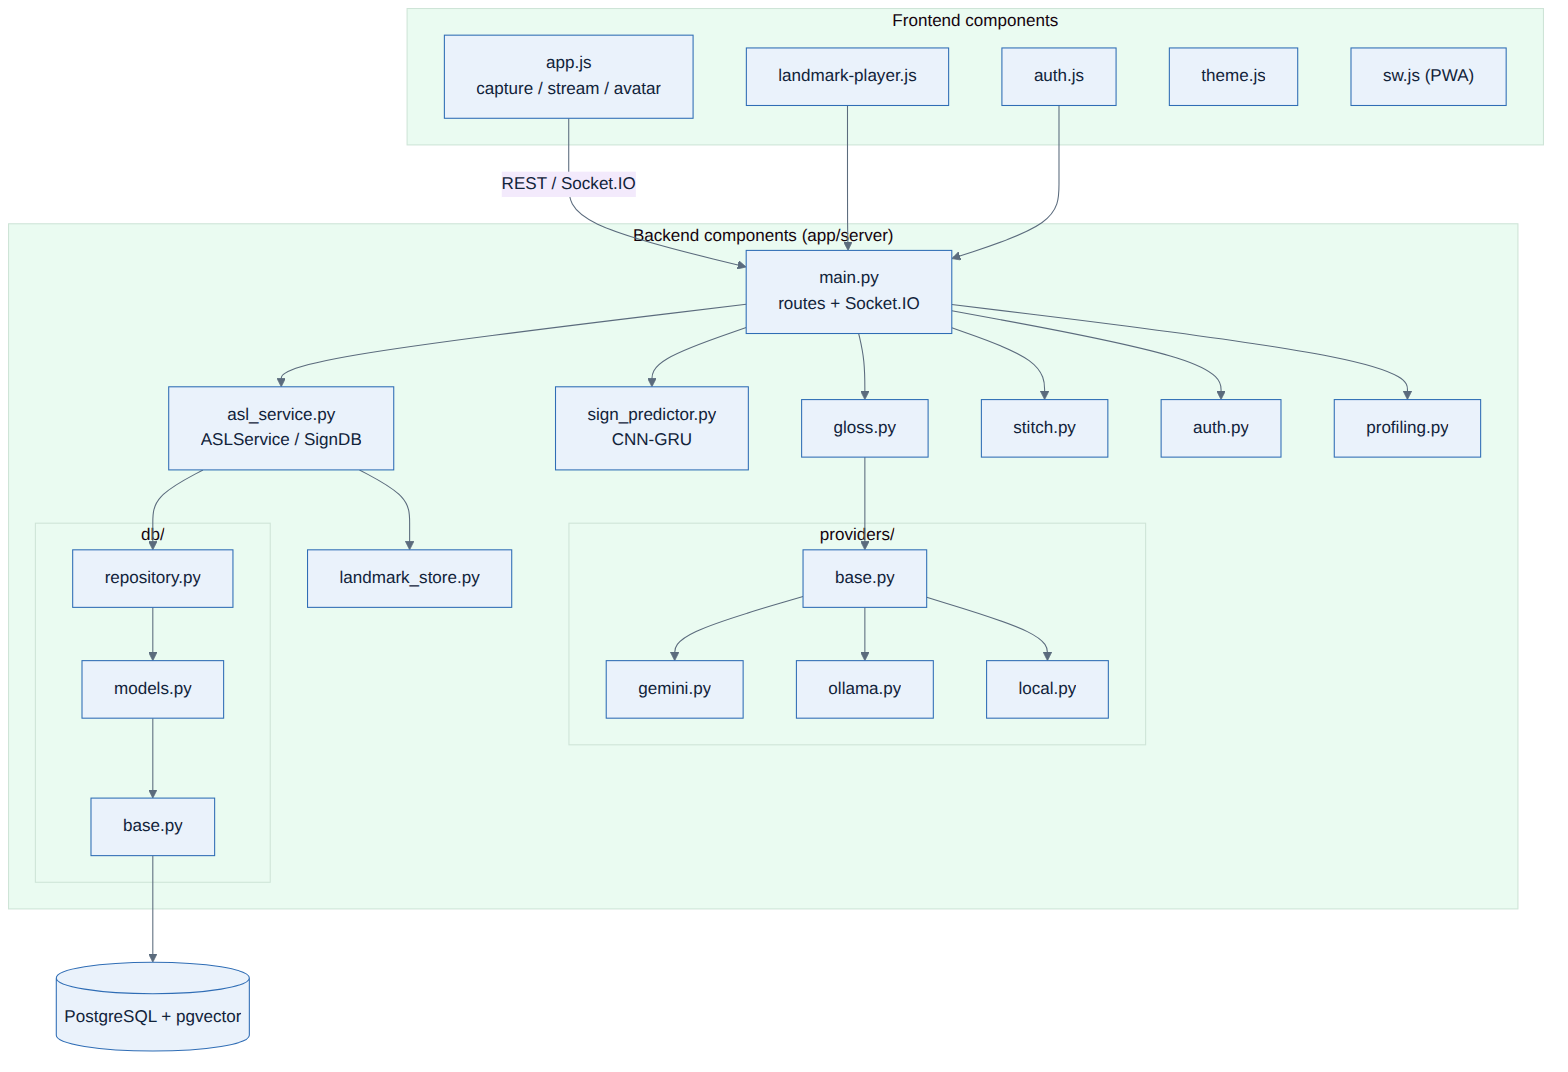 Frontend components
app.js
capture / stream / avatar
landmark-player.js
auth.js
theme.js
sw.js (PWA)
REST / Socket.IO
Backend components (app/server)
main.py
routes + Socket.IO
asl_service.py
ASLService / SignDB
sign_predictor.py
CNN-GRU
gloss.py
stitch.py
auth.py
profiling.py
db/
repository.py
landmark_store.py
providers/
base.py
models.py
gemini.py
ollama.py
local.py
base.py
PostgreSQL + pgvector